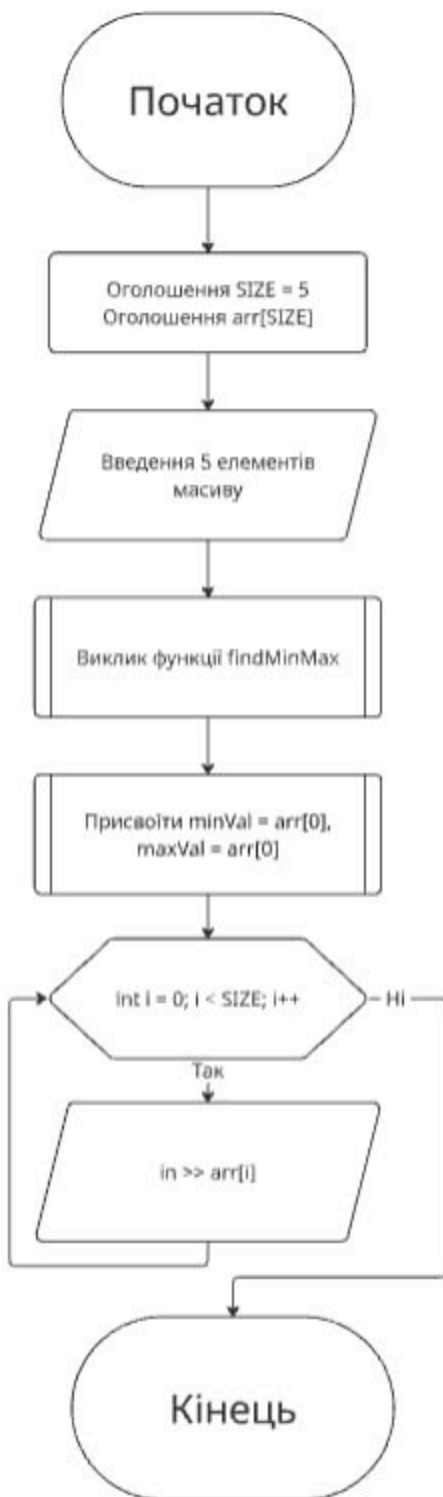 Початок
Оголошення SIZE = 5
Оголошення arr[SIZE]
Введення 5 елементів
масиву
Виклик функції findMinMax
Присвоїти minVal = arr[0],
maxVal = arr[0]
int i = 0; i < SIZE; i++
Ні
Так
in >> arr[i]
Кінець